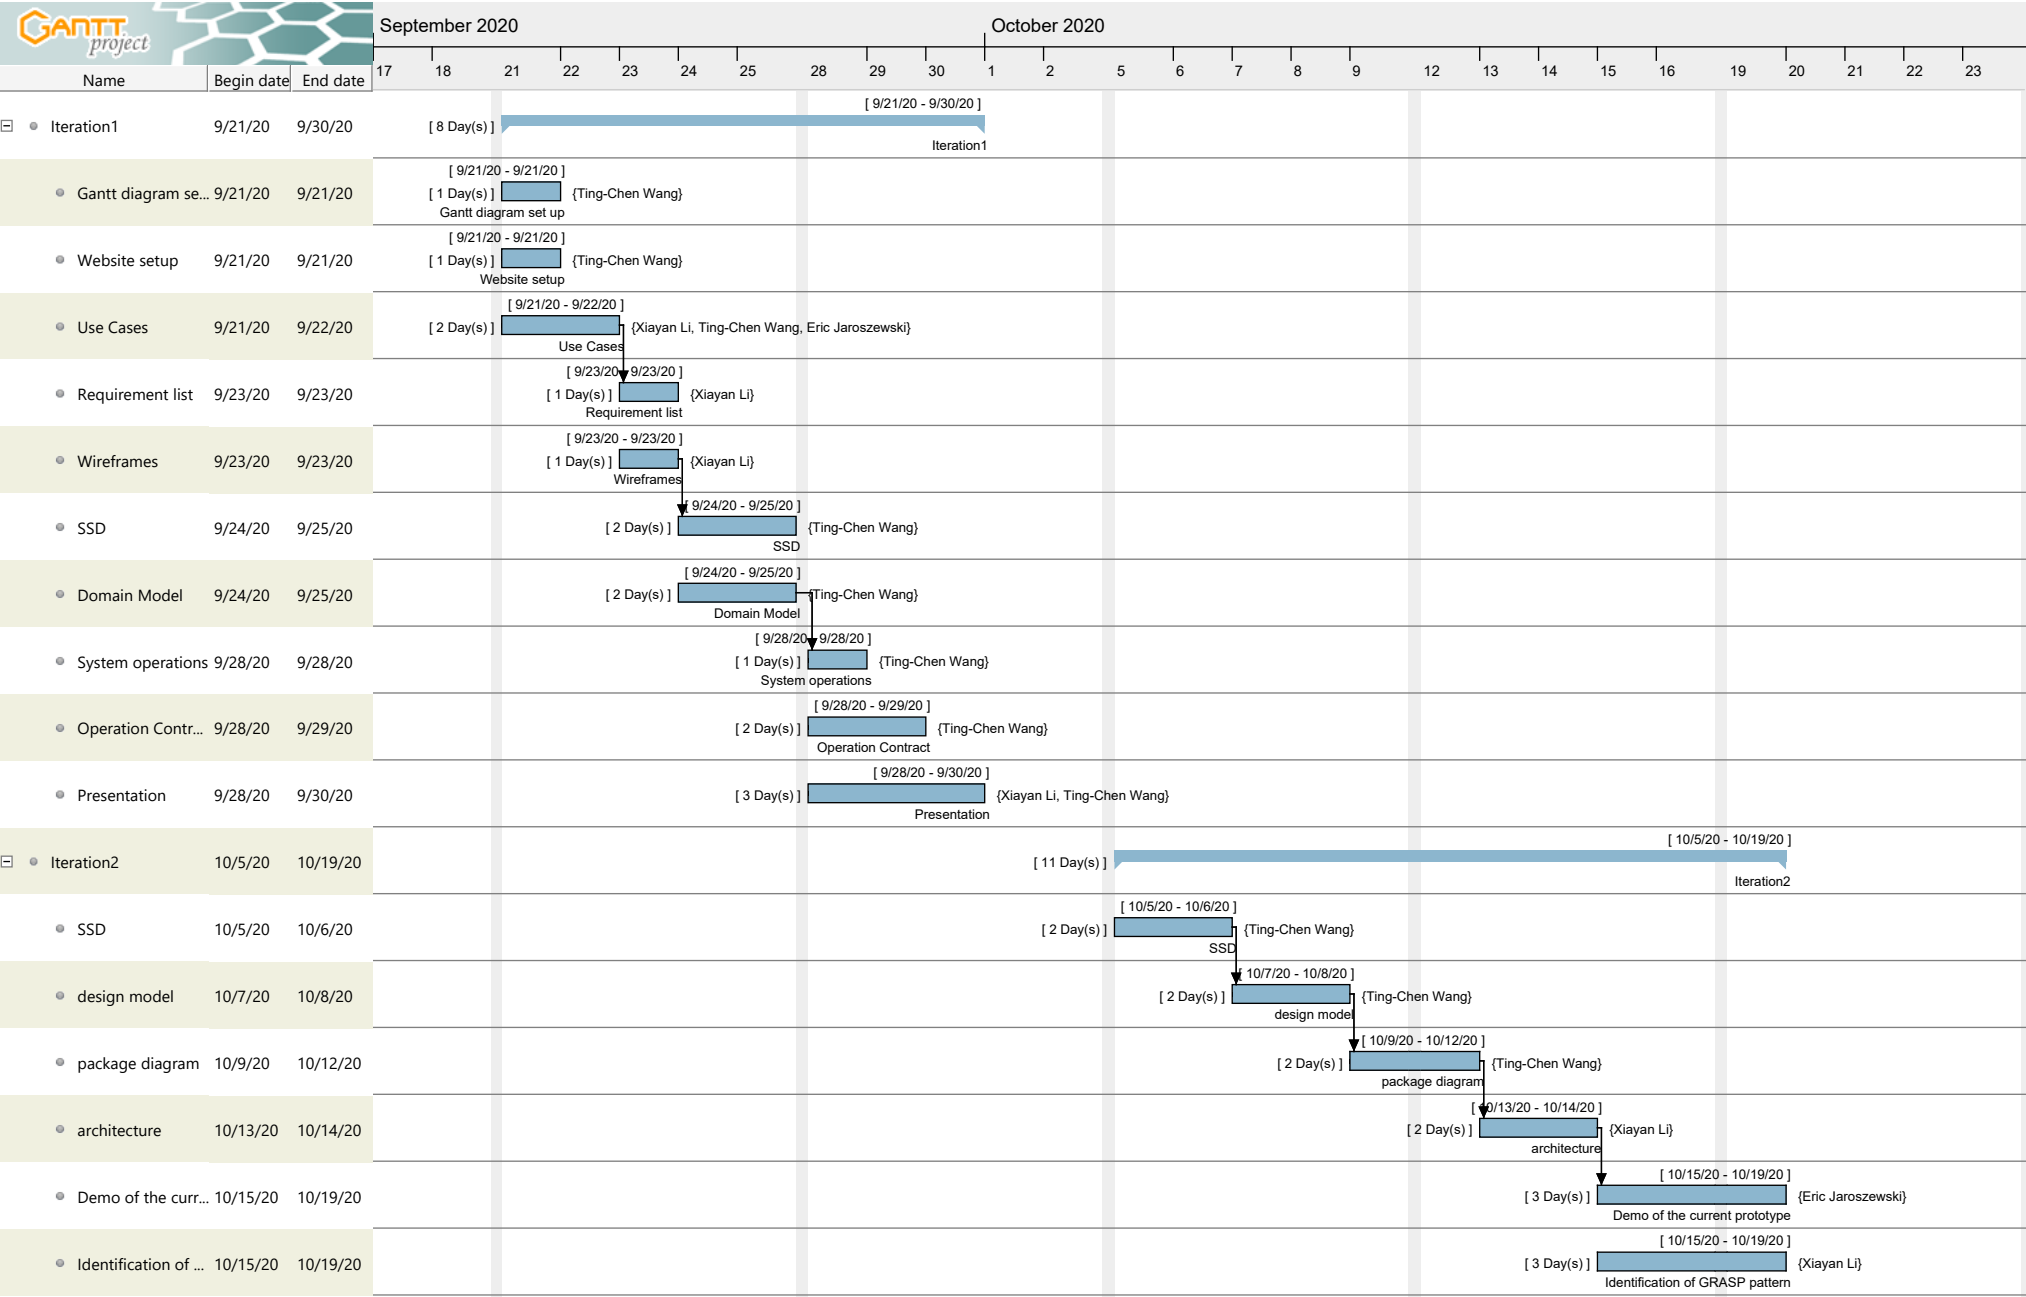 GANTT
project
September 2020
October 2020
Name Begin date End date
17 18 21 22 23 24 25 28 29 30 1 2 5 6 7 8 9 12 13 14 15 16 19 20 21 22 23
[ 9/21/20 - 9/30/20 ]
Iteration1 9/21/20 9/30/20 [ 8 Day(s) ]
Iteration1
[ 9/21/20 - 9/21/20 ]
Gantt diagram se... 9/21/20 9/21/20 [ 1 Day(s) ] {Ting-Chen Wang}
Gantt diagram set up
[ 9/21/20 - 9/21/20 ]
Website setup 9/21/20 9/21/20 [ 1 Day(s) ] {Ting-Chen Wang}
Website setup
[ 9/21/20 - 9/22/20 ]
Use Cases 9/21/20 9/22/20 [ 2 Day(s) ] {Xiayan Li, Ting-Chen Wang, Eric Jaroszewski}
Use Cases
[ 9/23/20 - 9/23/20 ]
Requirement list 9/23/20 9/23/20 [ 1 Day(s) ] {Xiayan Li}
Requirement list
[ 9/23/20 - 9/23/20 ]
Wireframes 9/23/20 9/23/20 [ 1 Day(s) ] {Xiayan Li}
Wireframes
[ 9/24/20 - 9/25/20 ]
SSD 9/24/20 9/25/20 [ 2 Day(s) ] {Ting-Chen Wang}
SSD
[ 9/24/20 - 9/25/20 ]
Domain Model 9/24/20 9/25/20 [ 2 Day(s) ] {Ting-Chen Wang}
Domain Model
[ 9/28/20 - 9/28/20 ]
System operations 9/28/20 9/28/20 [ 1 Day(s) ] {Ting-Chen Wang}
System operations
[ 9/28/20 - 9/29/20 ]
Operation Contr... 9/28/20 9/29/20 [ 2 Day(s) ] {Ting-Chen Wang}
Operation Contract
[ 9/28/20 - 9/30/20 ]
Presentation 9/28/20 9/30/20 [ 3 Day(s) ] {Xiayan Li, Ting-Chen Wang}
Presentation
[ 10/5/20 - 10/19/20 ]
Iteration2 10/5/20 10/19/20 [ 11 Day(s) ]
Iteration2
[ 10/5/20 - 10/6/20 ]
SSD 10/5/20 10/6/20 [ 2 Day(s) ] {Ting-Chen Wang}
SSD
[ 10/7/20 - 10/8/20 ]
design model 10/7/20 10/8/20 [ 2 Day(s) ] {Ting-Chen Wang}
design model
[ 10/9/20 - 10/12/20 ]
package diagram 10/9/20 10/12/20 [ 2 Day(s) ] {Ting-Chen Wang}
package diagram
[ 10/13/20 - 10/14/20 ]
architecture 10/13/20 10/14/20 [ 2 Day(s) ] {Xiayan Li}
architecture
[ 10/15/20 - 10/19/20 ]
Demo of the curr... 10/15/20 10/19/20 [ 3 Day(s) ] {Eric Jaroszewski}
Demo of the current prototype
[ 10/15/20 - 10/19/20 ]
Identification of ... 10/15/20 10/19/20 [ 3 Day(s) ] {Xiayan Li}
Identification of GRASP pattern